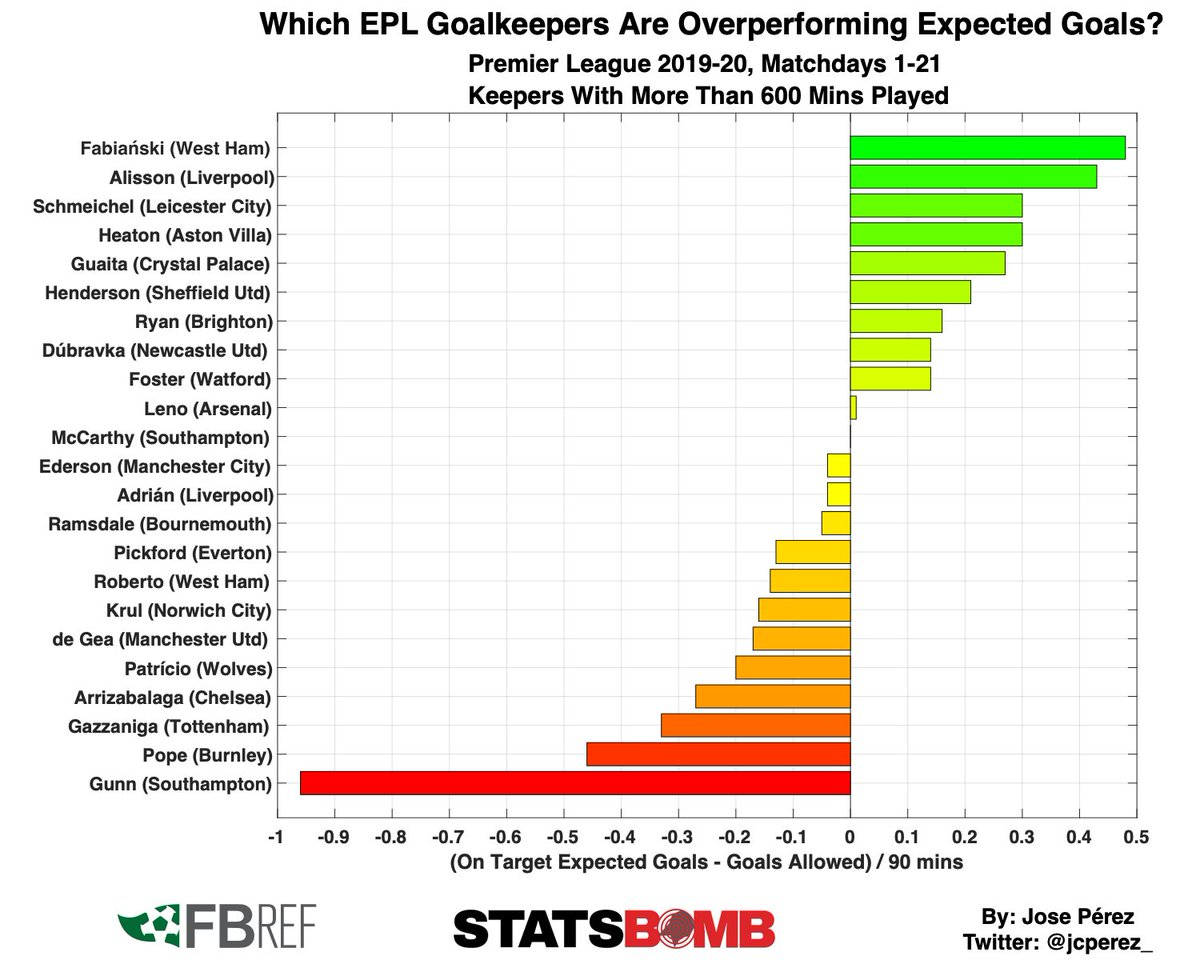 Which EPL Goalkeepers Are Overperforming Expected Goals?
Premier League 2019-20, Matchdays 1-21
Keepers With More Than 600 Mins Played
Fabiański (West Ham)
Alisson (Liverpool)
Schmeichel (Leicester City)
Heaton (Aston Villa)
Guaita (Crystal Palace)
Henderson (Sheffield Utd)
Ryan (Brighton)
Dúbravka (Newcastle Utd)
Foster (Watford)
Leno (Arsenal)
McCarthy (Southampton)
Ederson (Manchester City)
Adrián (Liverpool)
Ramsdale (Bournemouth)
Pickford (Everton)
Roberto (West Ham)
Krul (Norwich City)
de Gea (Manchester Utd)
Patrício (Wolves)
Arrizabalaga (Chelsea)
Gazzaniga (Tottenham)
Pope (Burnley)
Gunn (Southampton)
-1 -0.9 -0.8 -0.7 -0.6 -0.5 -0.4 -0.3 -0.2 -0.1 0 0.1 0.2 0.3 0.4 0.5
(On Target Expected Goals - Goals Allowed) / 90 mins
FBREF
STATSBOMB
By: Jose Pérez
Twitter: @jcperez_